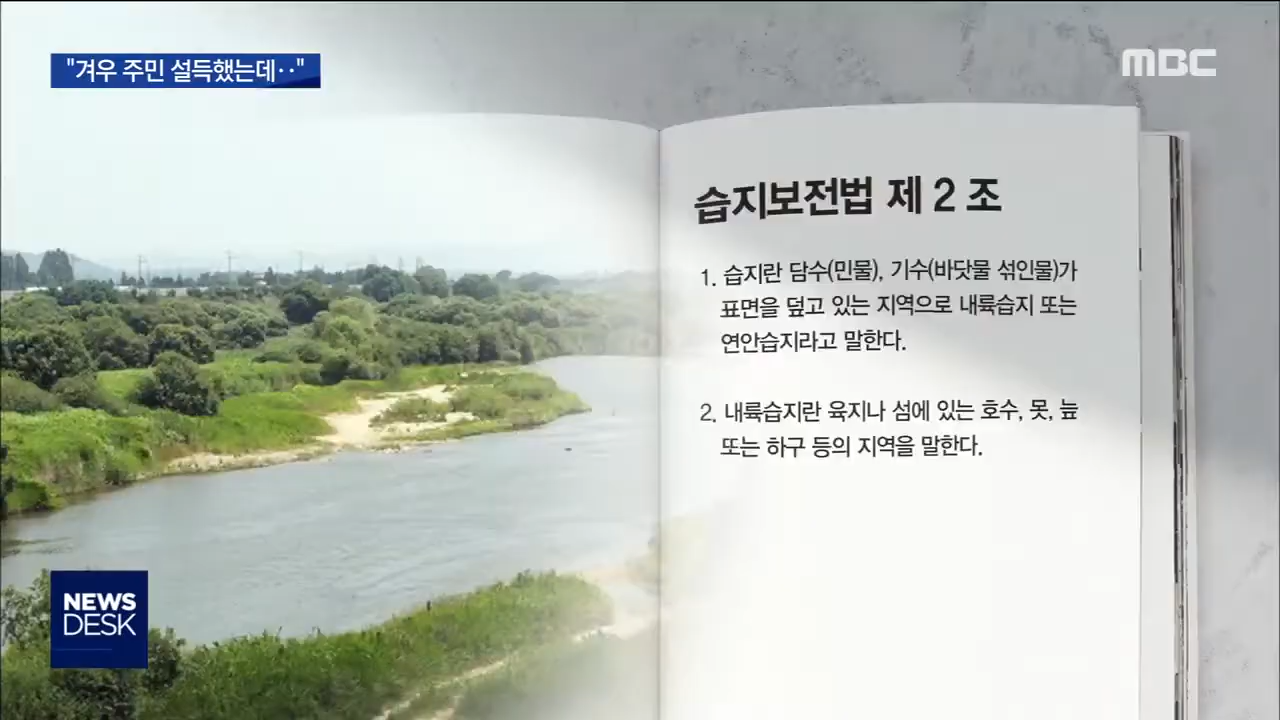 "겨우 주민 설득했는데‥"
MBC
습지보전법 제 2 조
1. 습지란 담수(민물), 기수(바닷물 섞인물)가
표면을 덮고 있는 지역으로 내륙습지 또는
연안습지라고 말한다.
2. 내륙습지란 육지나 섬에 있는 호수, 못, 늪
또는 하구 등의 지역을 말한다.
NEWS
DESK